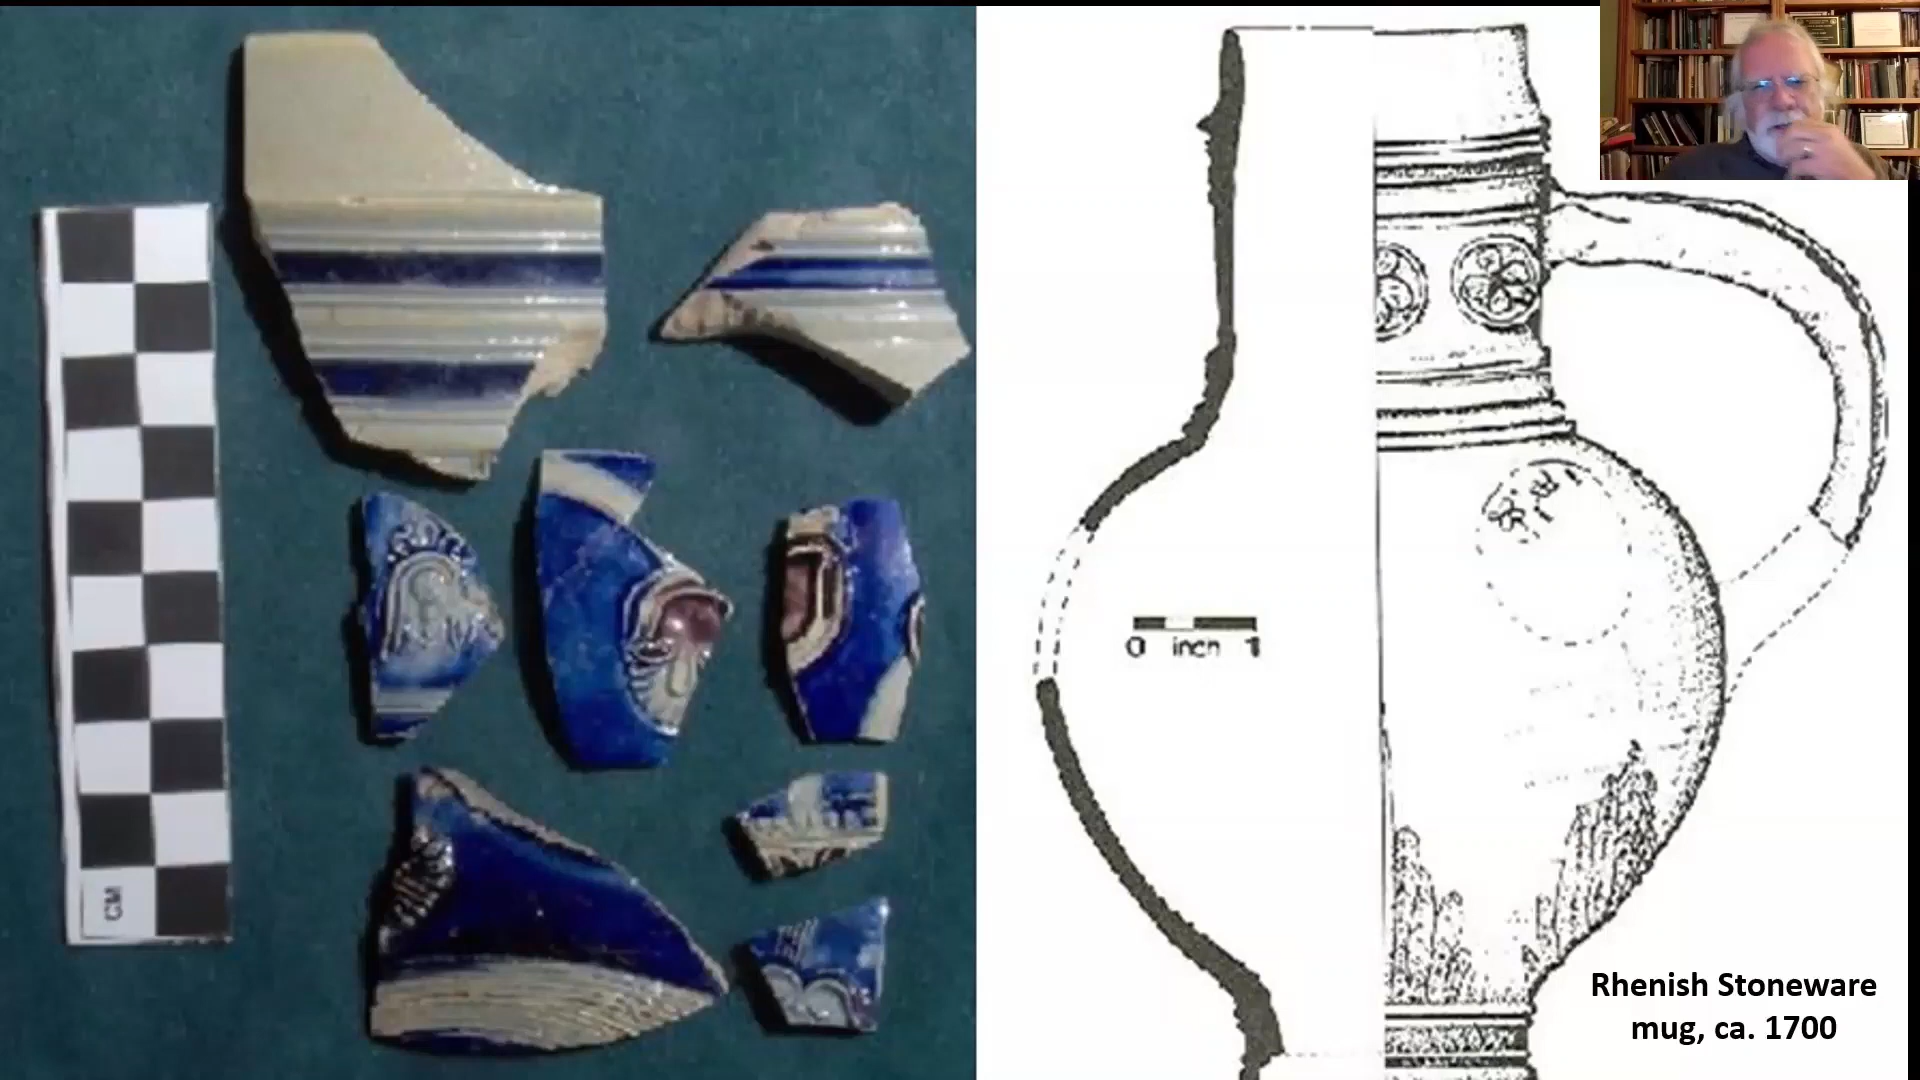 CM
0 inch 1
Rhenish Stoneware
mug, ca. 1700